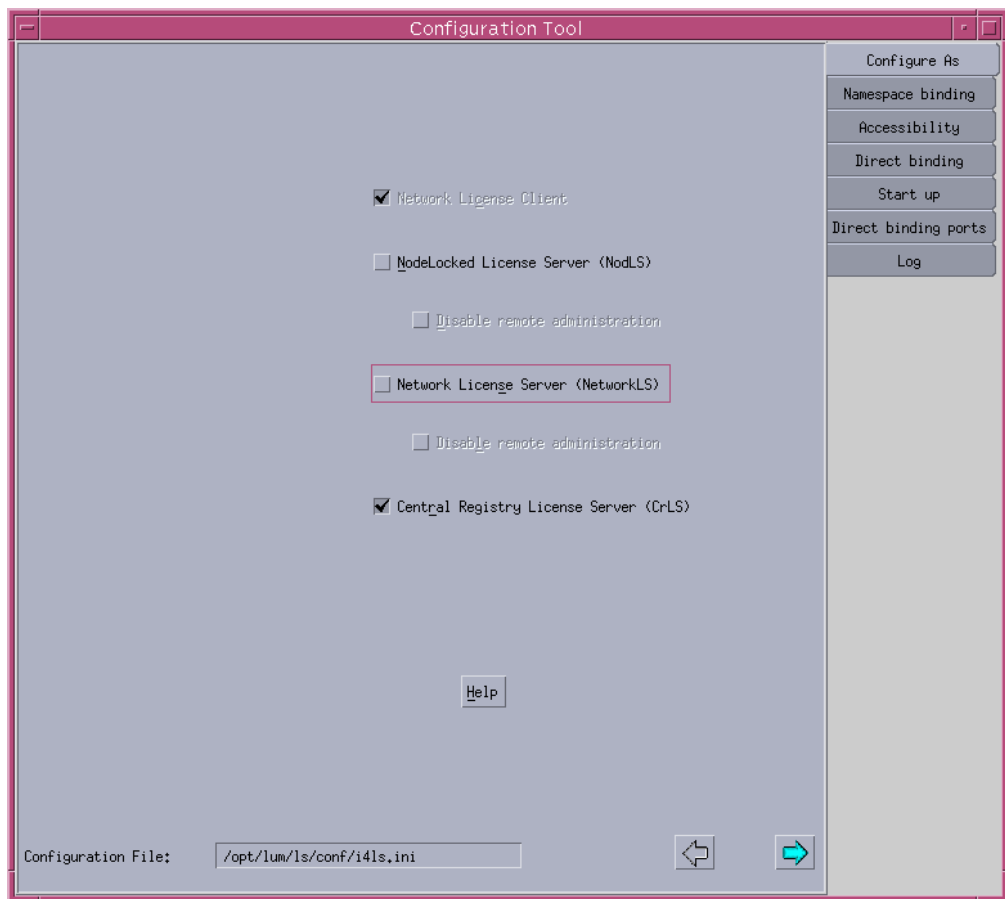 Configuration Tool
Configure As
Namespace binding
Accessibility
Direct binding
Start up
Direct binding ports
Log
Network License Client
NodeLocked License Server (NodLS)
Disable remote administration
Network License Server (NetworkLS)
Disable remote administration
Central Registry License Server (CrLS)
Help
Configuration File: /opt/lum/ls/conf/i4ls.ini